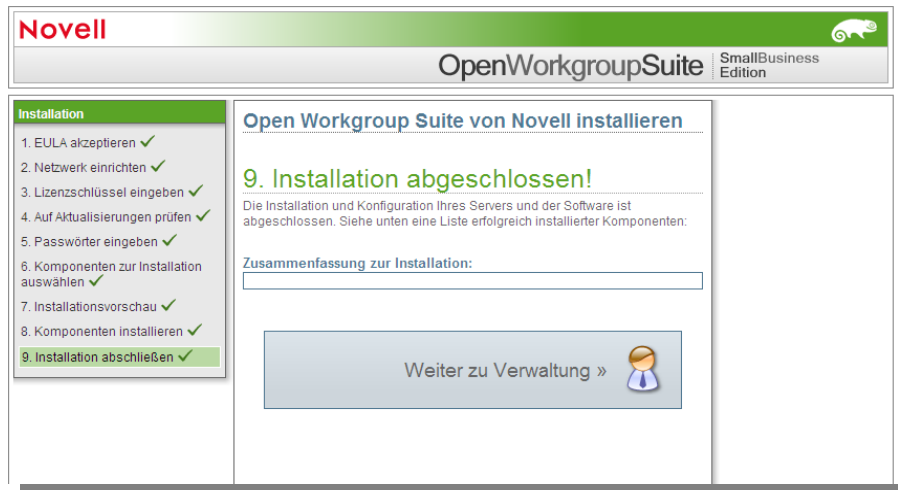 Novell
OpenWorkgroupSuite
SmallBusiness
Edition
Installation
1. EULA akzeptieren
2. Netzwerk einrichten
3. Lizenzschlüssel eingeben
4. Auf Aktualisierungen prüfen
5. Passwörter eingeben
6. Komponenten zur Installation
auswählen
7. Installationsvorschau
8. Komponenten installieren
9. Installation abschließen
Open Workgroup Suite von Novell installieren
9. Installation abgeschlossen!
Die Installation und Konfiguration Ihres Servers und der Software ist
abgeschlossen. Siehe unten eine Liste erfolgreich installierter Komponenten:
Zusammenfassung zur Installation:
Weiter zu Verwaltung »